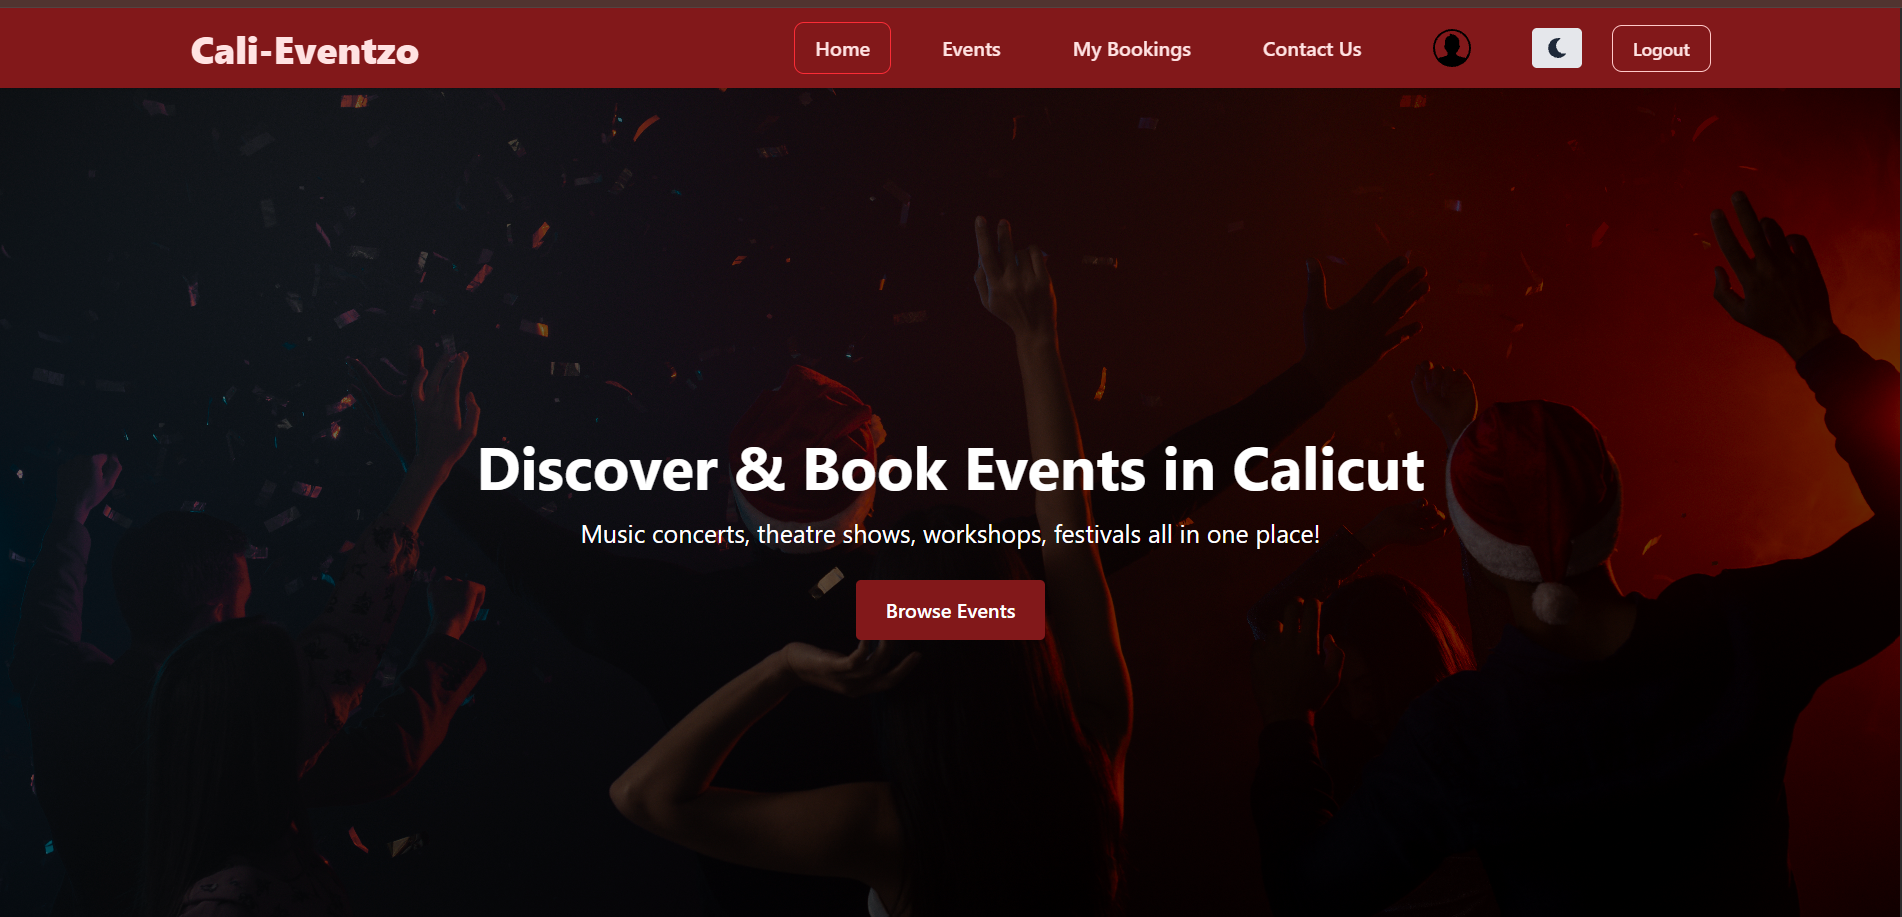 Cali-Eventzo
Home
Events
My Bookings
Contact Us
Logout
Discover & Book Events in Calicut
Music concerts, theatre shows, workshops, festivals all in one place!
Browse Events